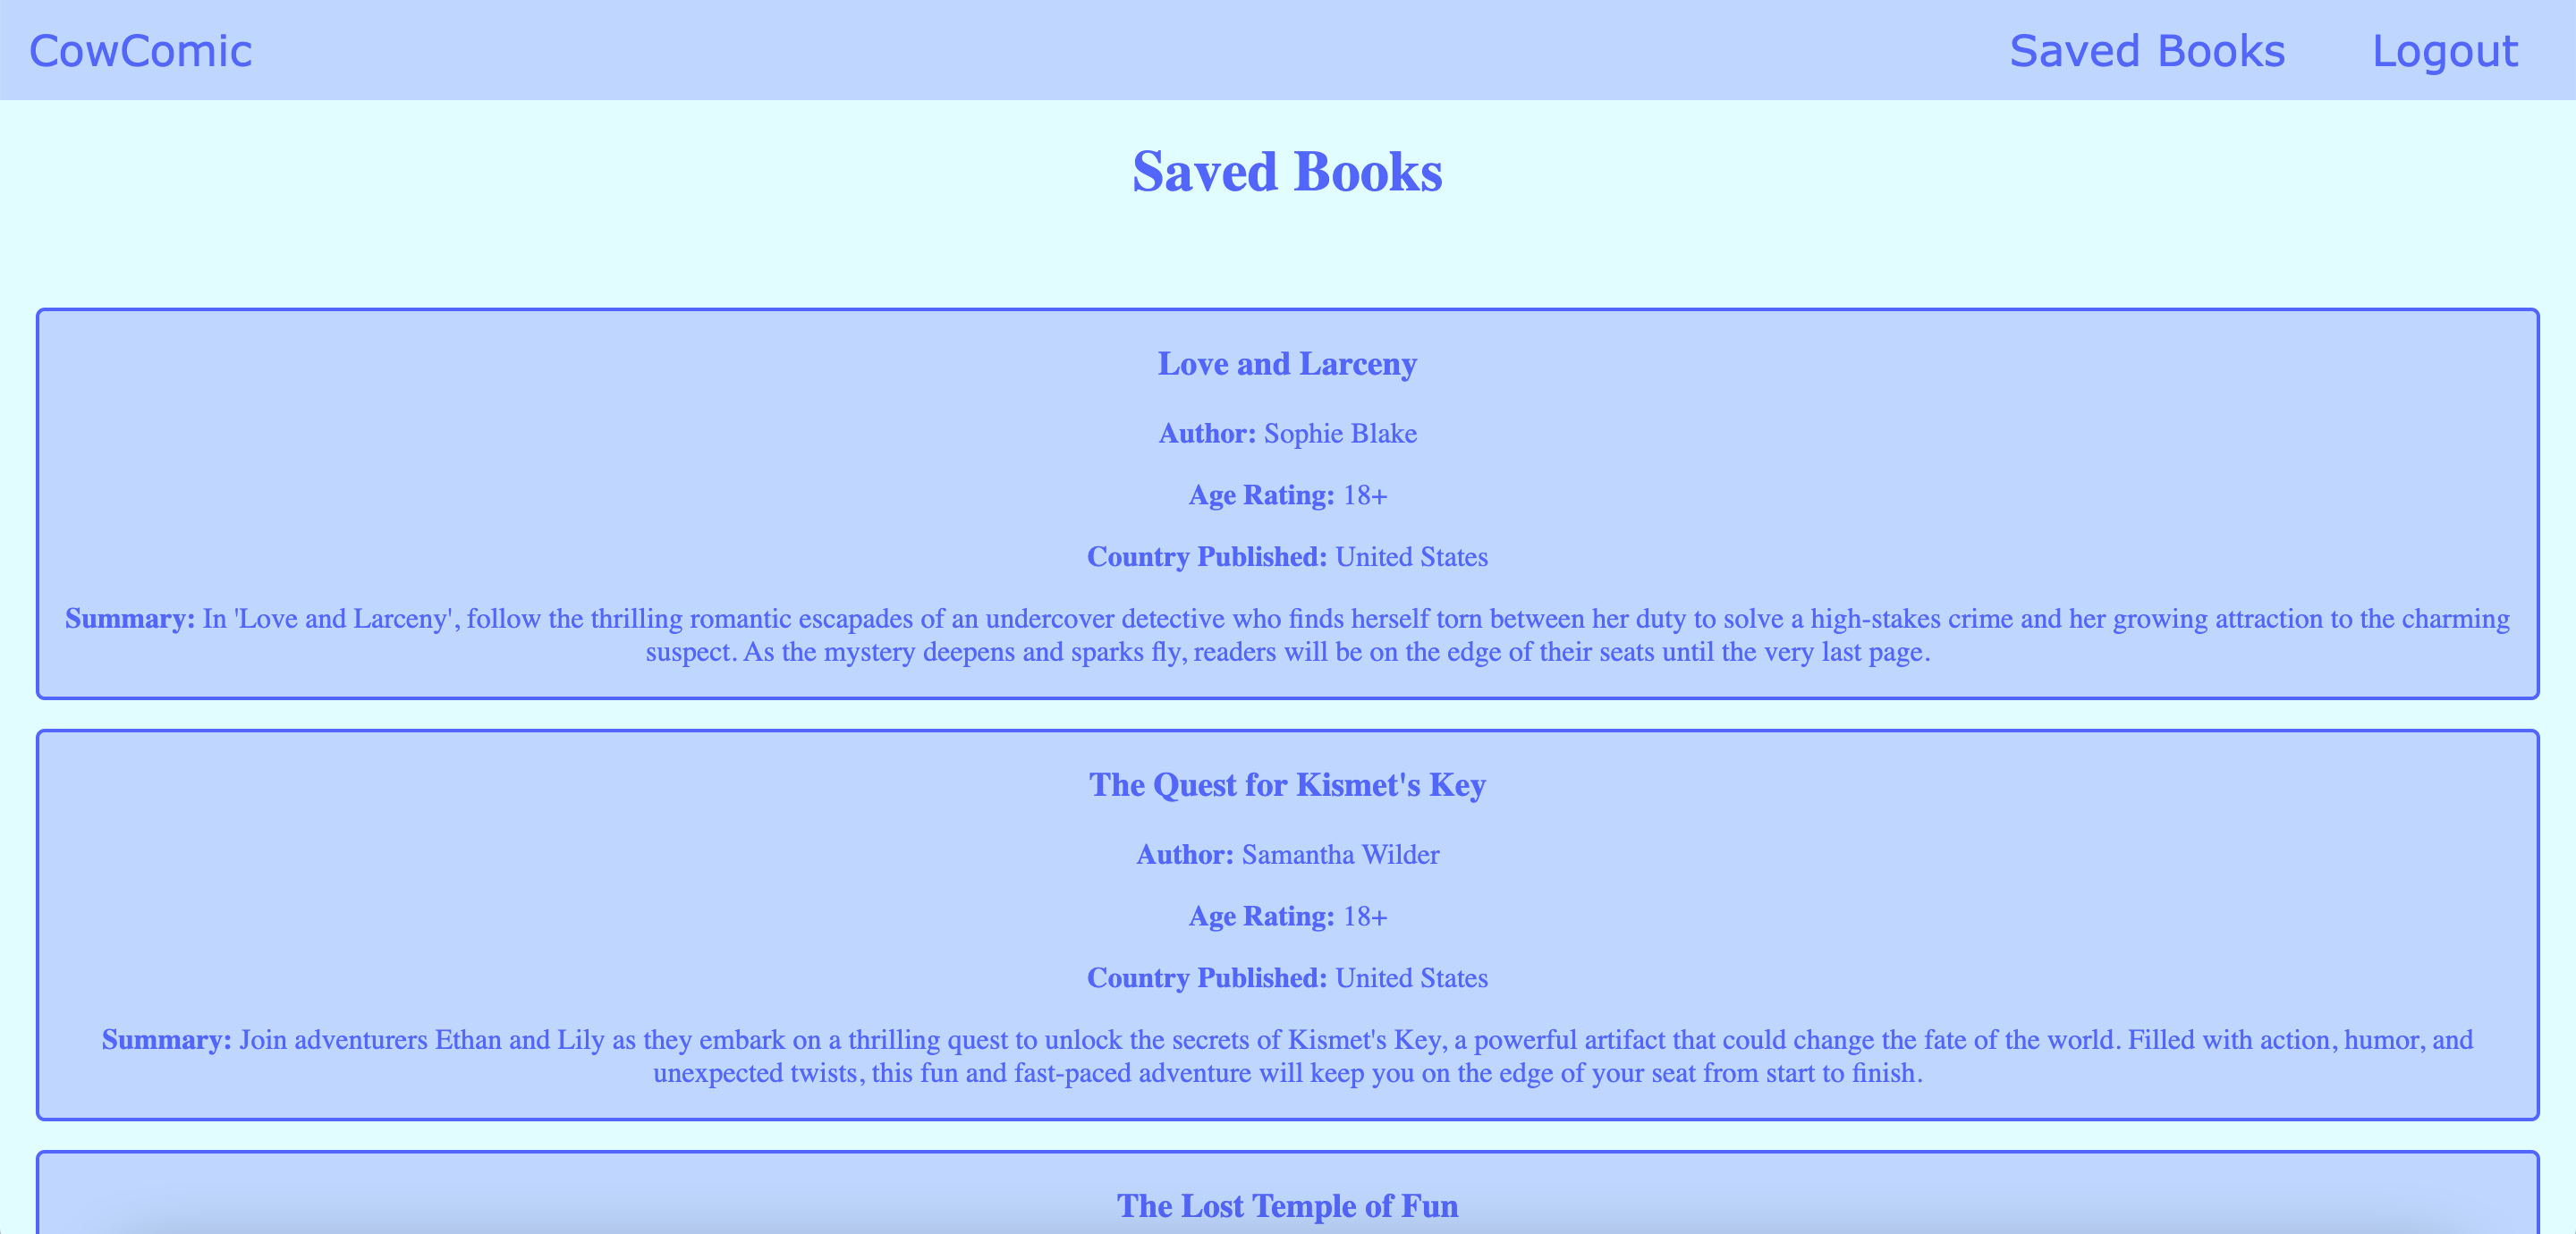 CowComic
Saved Books
Logout
Saved Books
Love and Larceny
Author: Sophie Blake
Age Rating: 18+
Country Published: United States
Summary: In 'Love and Larceny', follow the thrilling romantic escapades of an undercover detective who finds herself torn between her duty to solve a high-stakes crime and her growing attraction to the charming
suspect. As the mystery deepens and sparks fly, readers will be on the edge of their seats until the very last page.
The Quest for Kismet's Key
Author: Samantha Wilder
Age Rating: 18+
Country Published: United States
Summary: Join adventurers Ethan and Lily as they embark on a thrilling quest to unlock the secrets of Kismet's Key, a powerful artifact that could change the fate of the world. Filled with action, humor, and
unexpected twists, this fun and fast-paced adventure will keep you on the edge of your seat from start to finish.
The Lost Temple of Fun